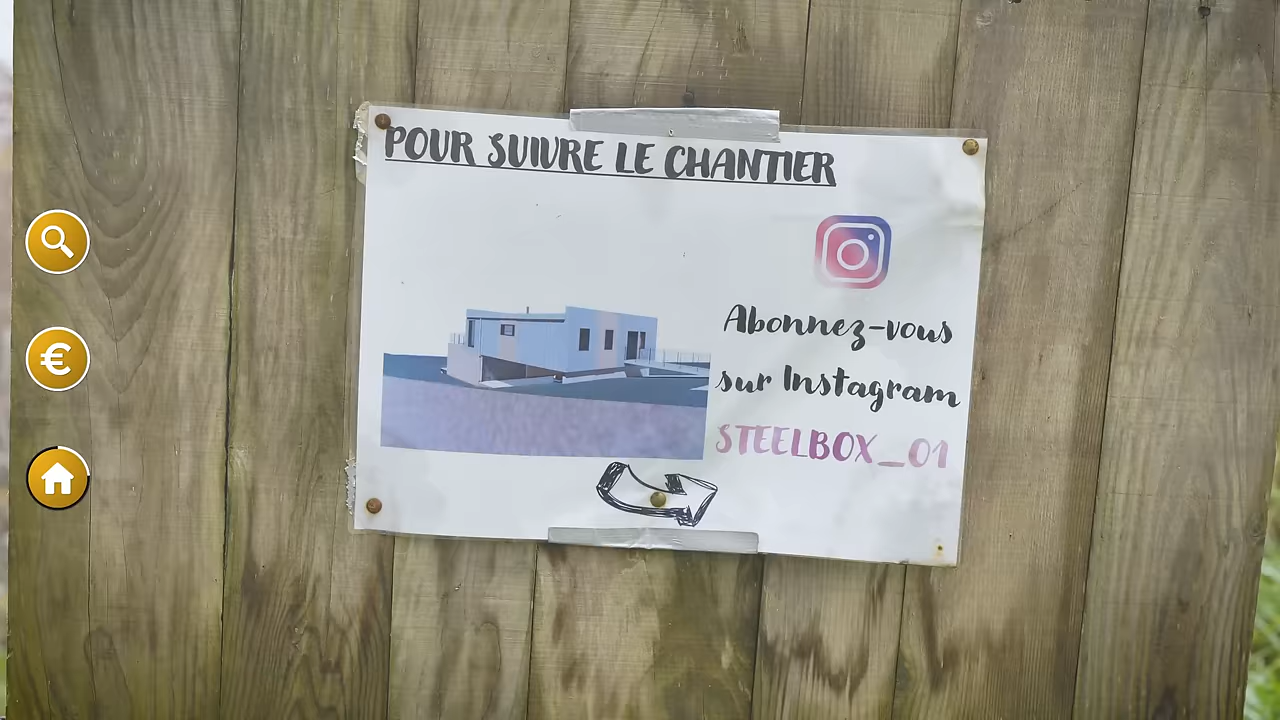 POUR SUIVRE LE CHANTIER
Abonnez-vous
sur Instagram
STEELBOX_01
€